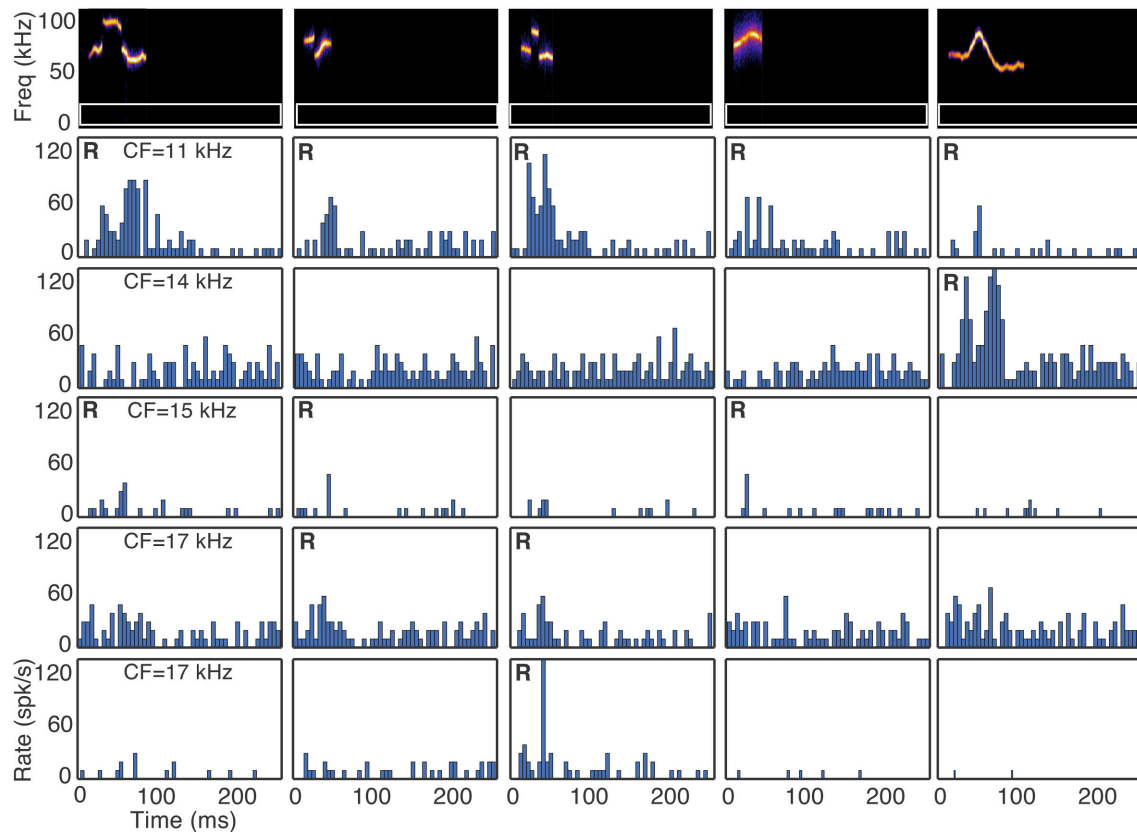 Freq (kHz)
100
50
0
120
60
0
R CF=11 kHz
R
R
R
R
120
60
0
CF=14 kHz
R
120
60
0
R CF=15 kHz
R
R
120
60
0
CF=17 kHz
R
R
Rate (spk/s)
120
60
0
CF=17 kHz
R
0 100 200
0 100 200
0 100 200
0 100 200
0 100 200
Time (ms)